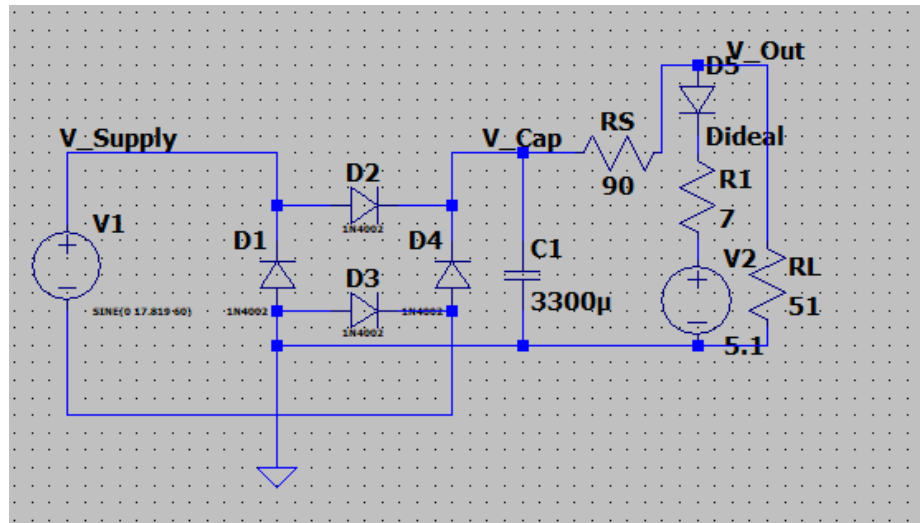 V_Out
D5
RS
V_Supply
V_Cap
Dideal
D2
R1
90
V1
1N4002
7
D1
D4
C1
V2
D3
RL
SINE(0 17.819 60)
1N4002
1N4002
3300µ
51
1N4002
5.1